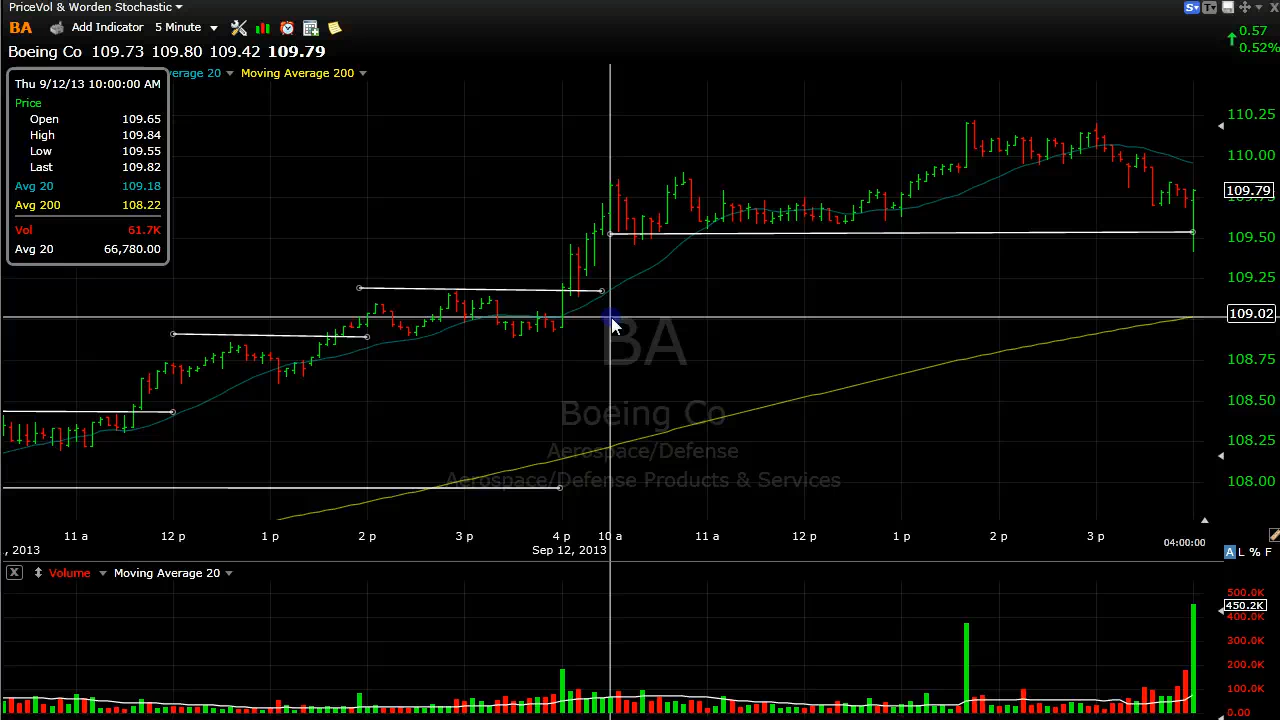 PriceVol & Worden Stochastic
S T
BA Add Indicator 5 Minute
0.57
0.52%
Boeing Co 109.73 109.80 109.42 109.79
verage 20 Moving Average 200
Thu 9/12/13 10:00:00 AM
Price
Open 109.65
High 109.84
Low 109.55
Last 109.82
Avg 20 109.18
Avg 200 108.22
Vol 61.7K
Avg 20 66,780.00
110.25
110.00
109.79
109.75
109.50
109.25
109.02
108.75
108.50
108.25
108.00
BA
Boeing Co
Aerospace/Defense
Aerospace/Defense Products & Services
11 a 12 p 1 p 2 p 3 p 4 p 10 a 11 a 12 p 1 p 2 p 3 p 04:00:00
, 2013 Sep 12, 2013
A L % F
X Volume Moving Average 20
500.0K
450.2K
400.0K
300.0K
200.0K
100.0K
0.00